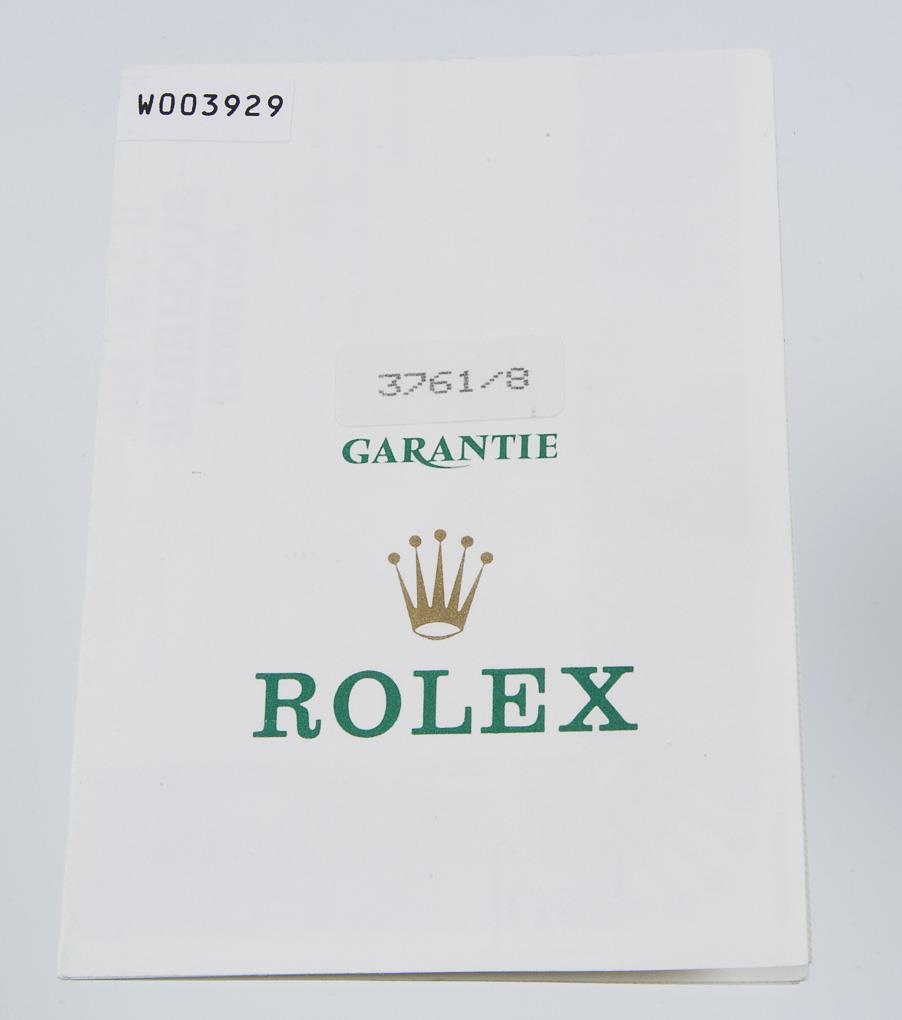 W003929
3761/8
GARANTIE
ROLEX